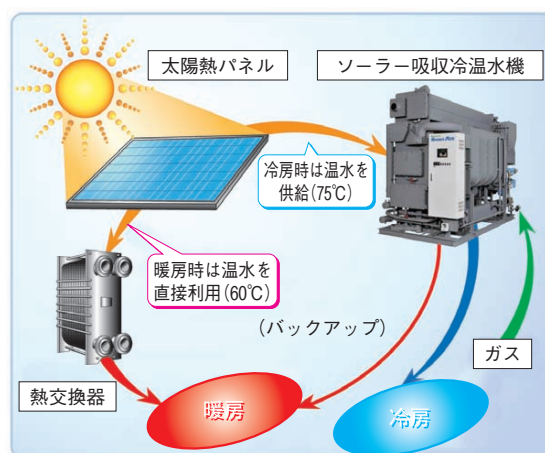 太陽熱パネル
ソーラー吸収冷温水機
冷房時は温水を
供給(75℃)
暖房時は温水を
直接利用(60℃)
(バックアップ)
ガス
熱交換器
暖房
冷房